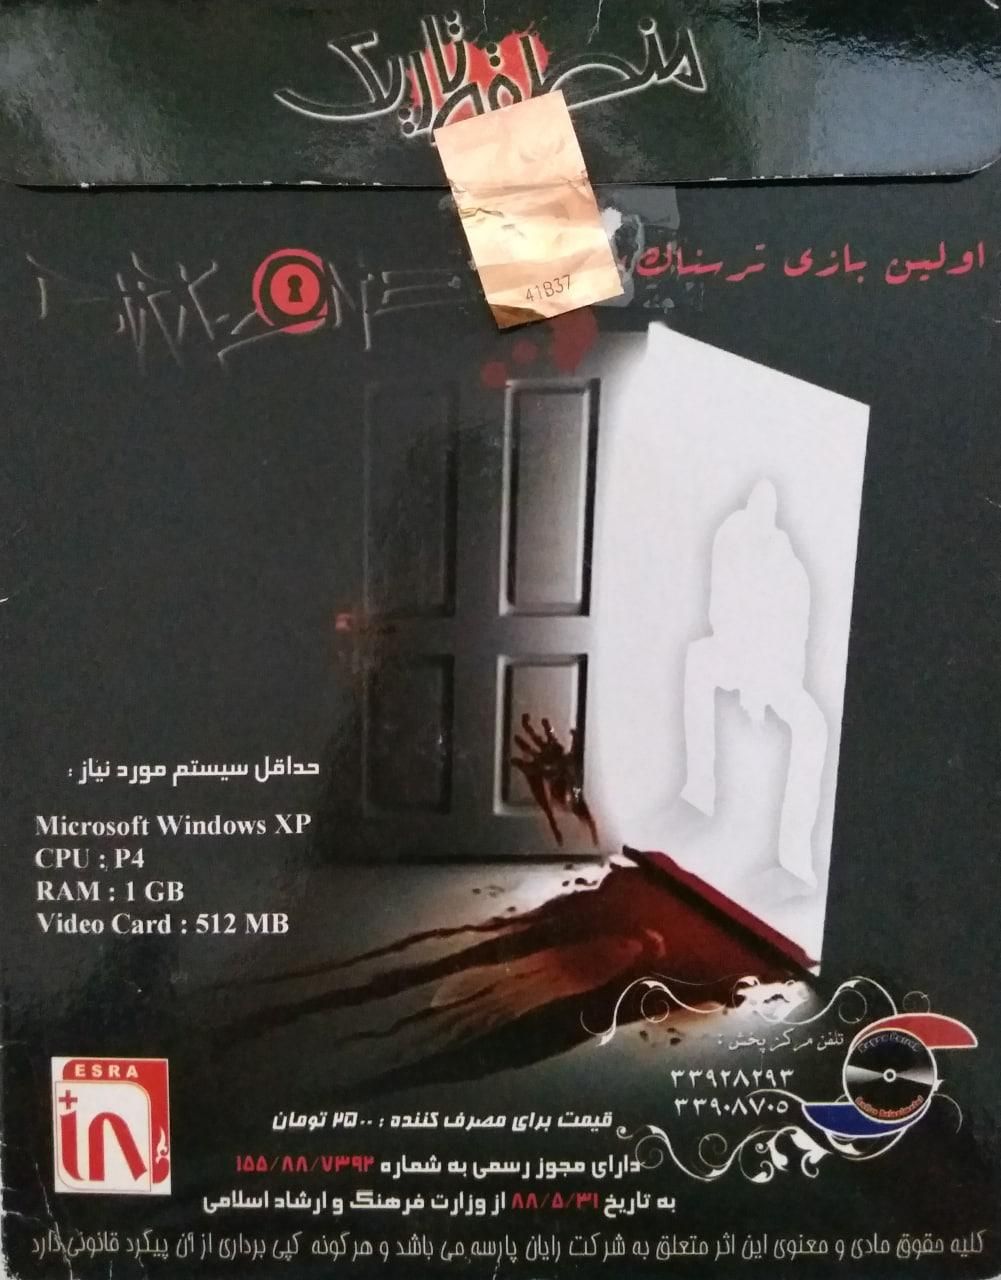 منطقه تاریک
41B37
اولین بازی ترسناک
DARK ZONE
حداقل سیستم مورد نیاز :
Microsoft Windows XP
CPU : P4
RAM : 1 GB
Video Card : 512 MB
تلفن مرکز پخش :
۳۳۹۲۸۲۹۳
۳۳۹۰۸۷۰۵
ESRA
+۱۸
قیمت برای مصرف کننده : ۲۵۰۰ تومان
دارای مجوز رسمی به شماره ۱۵۵/۸۸/۷۳۹۲
به تاریخ ۸۸/۵/۳۱ از وزارت فرهنگ و ارشاد اسلامی
کلیه حقوق مادی و معنوی این اثر متعلق به شرکت رایان پارسه می باشد و هرگونه کپی برداری از آن پیگرد قانونی دارد